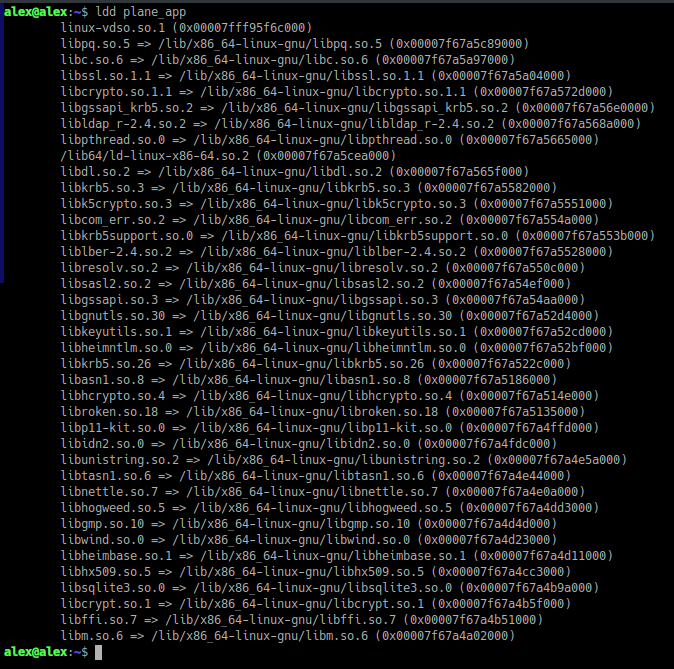 alex@alex:~$ ldd plane_app
linux-vdso.so.1 (0x00007fff95f6c000)
libpq.so.5 => /lib/x86_64-linux-gnu/libpq.so.5 (0x00007f67a5c89000)
libc.so.6 => /lib/x86_64-linux-gnu/libc.so.6 (0x00007f67a5a97000)
libssl.so.1.1 => /lib/x86_64-linux-gnu/libssl.so.1.1 (0x00007f67a5a04000)
libcrypto.so.1.1 => /lib/x86_64-linux-gnu/libcrypto.so.1.1 (0x00007f67a572d000)
libgssapi_krb5.so.2 => /lib/x86_64-linux-gnu/libgssapi_krb5.so.2 (0x00007f67a56e0000)
libldap_r-2.4.so.2 => /lib/x86_64-linux-gnu/libldap_r-2.4.so.2 (0x00007f67a568a000)
libpthread.so.0 => /lib/x86_64-linux-gnu/libpthread.so.0 (0x00007f67a5665000)
/lib64/ld-linux-x86-64.so.2 (0x00007f67a5cea000)
libdl.so.2 => /lib/x86_64-linux-gnu/libdl.so.2 (0x00007f67a565f000)
libkrb5.so.3 => /lib/x86_64-linux-gnu/libkrb5.so.3 (0x00007f67a5582000)
libk5crypto.so.3 => /lib/x86_64-linux-gnu/libk5crypto.so.3 (0x00007f67a5551000)
libcom_err.so.2 => /lib/x86_64-linux-gnu/libcom_err.so.2 (0x00007f67a554a000)
libkrb5support.so.0 => /lib/x86_64-linux-gnu/libkrb5support.so.0 (0x00007f67a553b000)
liblber-2.4.so.2 => /lib/x86_64-linux-gnu/liblber-2.4.so.2 (0x00007f67a5528000)
libresolv.so.2 => /lib/x86_64-linux-gnu/libresolv.so.2 (0x00007f67a550c000)
libsasl2.so.2 => /lib/x86_64-linux-gnu/libsasl2.so.2 (0x00007f67a54ef000)
libgssapi.so.3 => /lib/x86_64-linux-gnu/libgssapi.so.3 (0x00007f67a54aa000)
libgnutls.so.30 => /lib/x86_64-linux-gnu/libgnutls.so.30 (0x00007f67a52d4000)
libkeyutils.so.1 => /lib/x86_64-linux-gnu/libkeyutils.so.1 (0x00007f67a52cd000)
libheimntlm.so.0 => /lib/x86_64-linux-gnu/libheimntlm.so.0 (0x00007f67a52bf000)
libkrb5.so.26 => /lib/x86_64-linux-gnu/libkrb5.so.26 (0x00007f67a522c000)
libasn1.so.8 => /lib/x86_64-linux-gnu/libasn1.so.8 (0x00007f67a5186000)
libhcrypto.so.4 => /lib/x86_64-linux-gnu/libhcrypto.so.4 (0x00007f67a514e000)
libroken.so.18 => /lib/x86_64-linux-gnu/libroken.so.18 (0x00007f67a5135000)
libp11-kit.so.0 => /lib/x86_64-linux-gnu/libp11-kit.so.0 (0x00007f67a4ffd000)
libidn2.so.0 => /lib/x86_64-linux-gnu/libidn2.so.0 (0x00007f67a4fdc000)
libunistring.so.2 => /lib/x86_64-linux-gnu/libunistring.so.2 (0x00007f67a4e5a000)
libtasn1.so.6 => /lib/x86_64-linux-gnu/libtasn1.so.6 (0x00007f67a4e44000)
libnettle.so.7 => /lib/x86_64-linux-gnu/libnettle.so.7 (0x00007f67a4e0a000)
libhogweed.so.5 => /lib/x86_64-linux-gnu/libhogweed.so.5 (0x00007f67a4dd3000)
libgmp.so.10 => /lib/x86_64-linux-gnu/libgmp.so.10 (0x00007f67a4d4d000)
libwind.so.0 => /lib/x86_64-linux-gnu/libwind.so.0 (0x00007f67a4d23000)
libheimbase.so.1 => /lib/x86_64-linux-gnu/libheimbase.so.1 (0x00007f67a4d11000)
libhx509.so.5 => /lib/x86_64-linux-gnu/libhx509.so.5 (0x00007f67a4cc3000)
libsqlite3.so.0 => /lib/x86_64-linux-gnu/libsqlite3.so.0 (0x00007f67a4b9a000)
libcrypt.so.1 => /lib/x86_64-linux-gnu/libcrypt.so.1 (0x00007f67a4b5f000)
libffi.so.7 => /lib/x86_64-linux-gnu/libffi.so.7 (0x00007f67a4b51000)
libm.so.6 => /lib/x86_64-linux-gnu/libm.so.6 (0x00007f67a4a02000)
alex@alex:~$